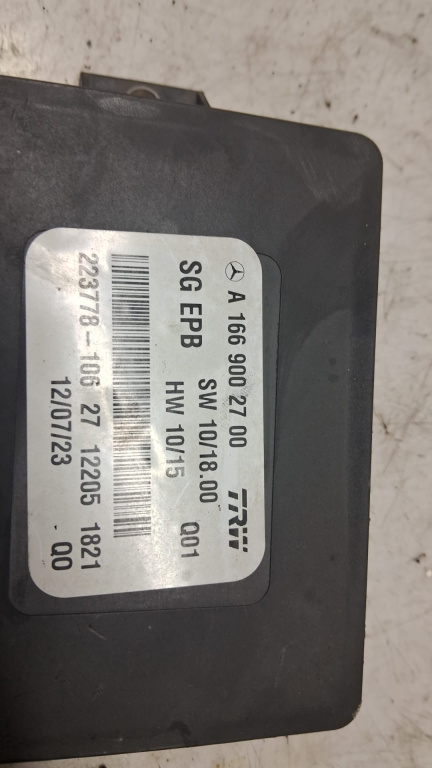 A 166 900 27 00 TRW
SG EPB SW 10/18.00
HW 10/15 Q01
223778-106 27 12205 1821
12/07/23 Q0